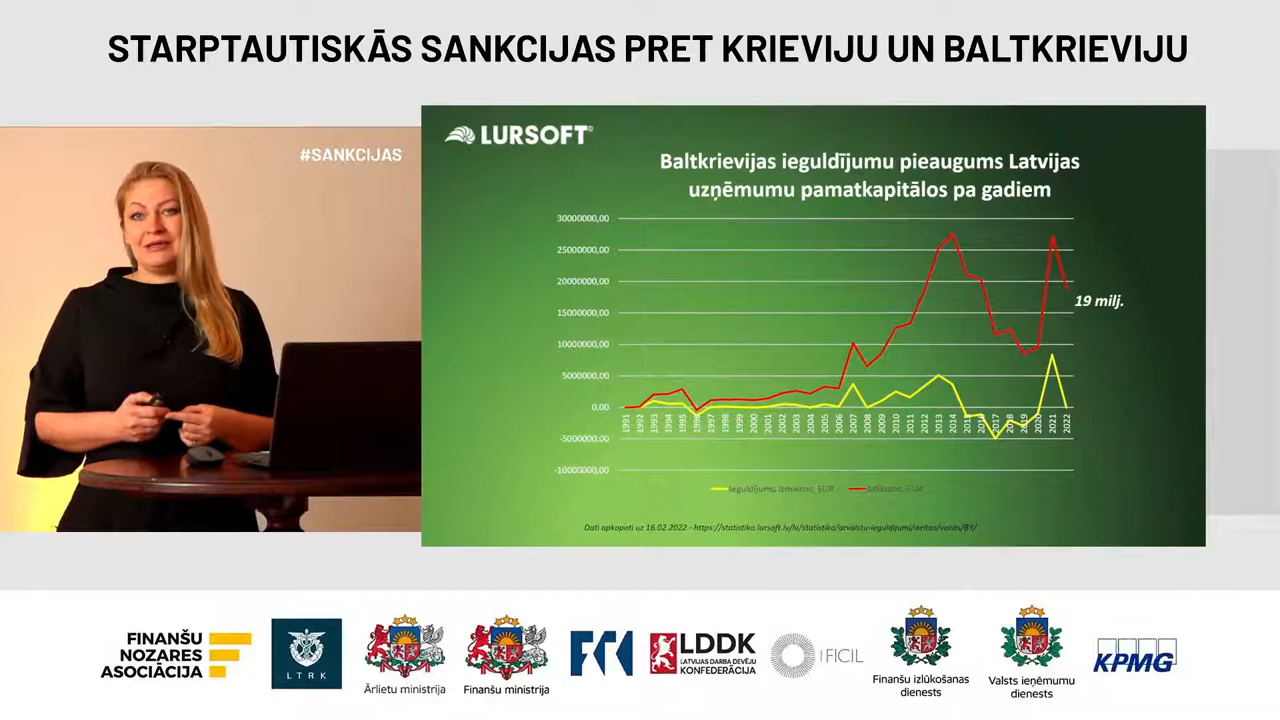 STARPTAUTISKĀS SANKCIJAS PRET KRIEVIJU UN BALTKRIEVIJU
#SANKCIJAS
LURSOFT®
Baltkrievijas ieguldījumu pieaugums Latvijas
uzņēmumu pamatkapitālos pa gadiem
30000000,00
25000000,00
20000000,00
15000000,00
10000000,00
5000000,00
0,00
-5000000,00
-10000000,00
19 milj.
1991 1992 1993 1994 1995 1996 1997 1998 1999 2000 2001 2002 2003 2004 2005 2006 2007 2008 2009 2010 2011 2012 2013 2014 2015 2016 2017 2018 2019 2020 2021 2022
Ieguldījumu izmaiņas, EUR
Atlikums, EUR
Dati apkopoti uz 16.02.2022 - https://statistika.lursoft.lv/lv/statistika/arvalstu-ieguldijumi/deltas/valsts/BY/
FINANŠU
NOZARES
ASOCIĀCIJA
LTRK
Ārlietu ministrija
Finanšu ministrija
LDDK
LATVIJAS DARBA DEVĒJU
KONFEDERĀCIJA
FICIL
Finanšu izlūkošanas
dienests
Valsts ieņēmumu
dienests
KPMG